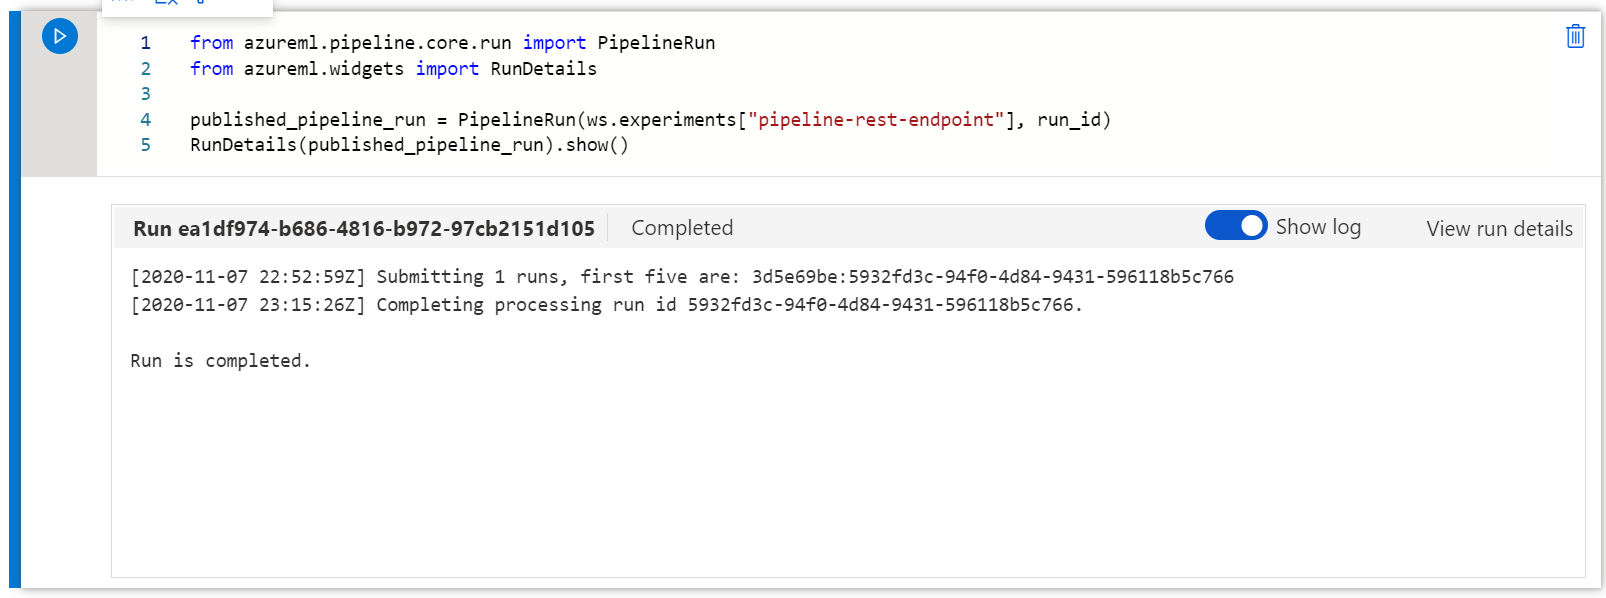 1 from azureml.pipeline.core.run import PipelineRun
2 from azureml.widgets import RunDetails
3
4 published_pipeline_run = PipelineRun(ws.experiments["pipeline-rest-endpoint"], run_id)
5 RunDetails(published_pipeline_run).show()
Run ea1df974-b686-4816-b972-97cb2151d105 Completed Show log View run details
[2020-11-07 22:52:59Z] Submitting 1 runs, first five are: 3d5e69be:5932fd3c-94f0-4d84-9431-596118b5c766
[2020-11-07 23:15:26Z] Completing processing run id 5932fd3c-94f0-4d84-9431-596118b5c766.
Run is completed.